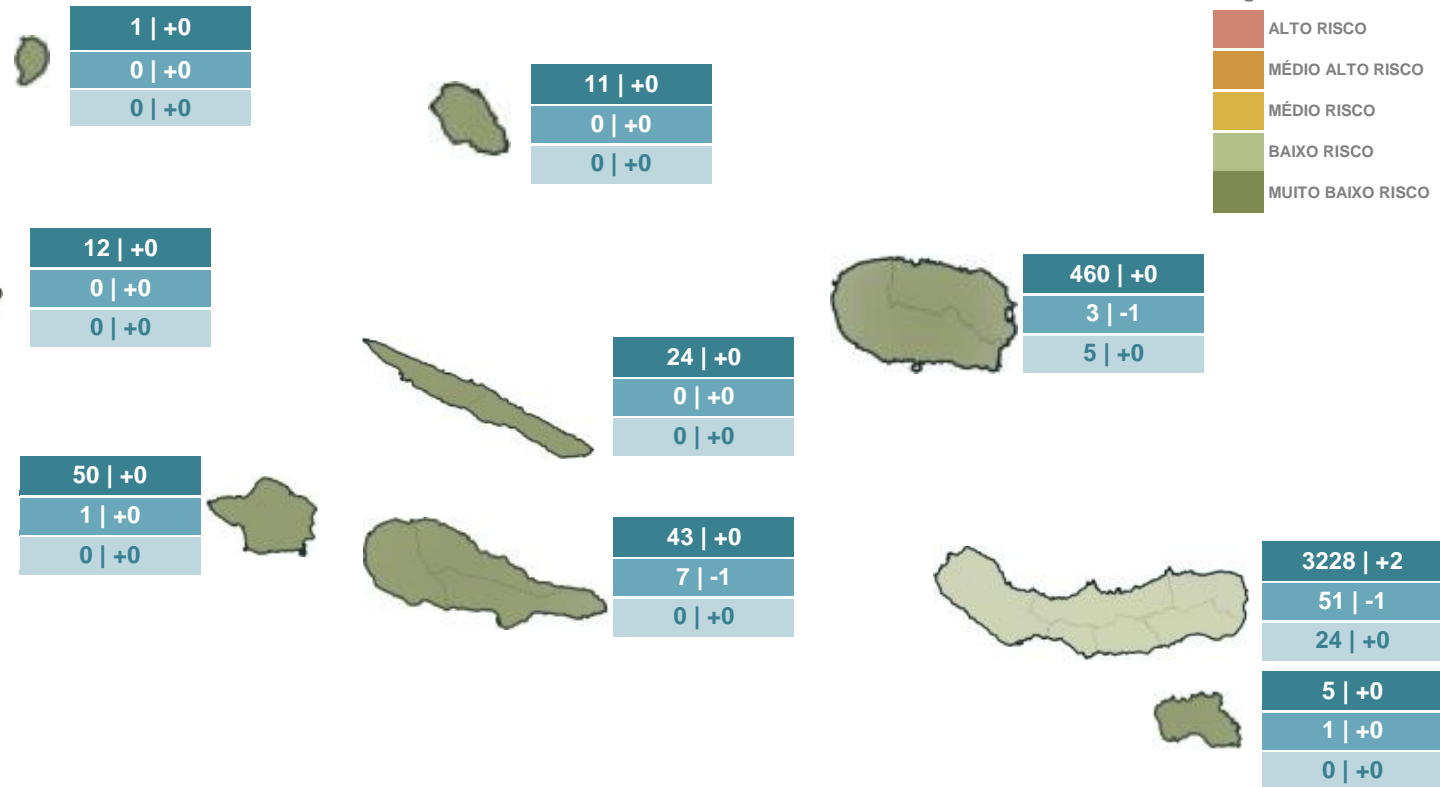 1 | +0
0 | +0
0 | +0
11 | +0
0 | +0
0 | +0
ALTO RISCO
MÉDIO ALTO RISCO
MÉDIO RISCO
BAIXO RISCO
MUITO BAIXO RISCO
12 | +0
0 | +0
0 | +0
460 | +0
3 | -1
5 | +0
24 | +0
0 | +0
0 | +0
50 | +0
1 | +0
0 | +0
43 | +0
7 | -1
0 | +0
3228 | +2
51 | -1
24 | +0
5 | +0
1 | +0
0 | +0